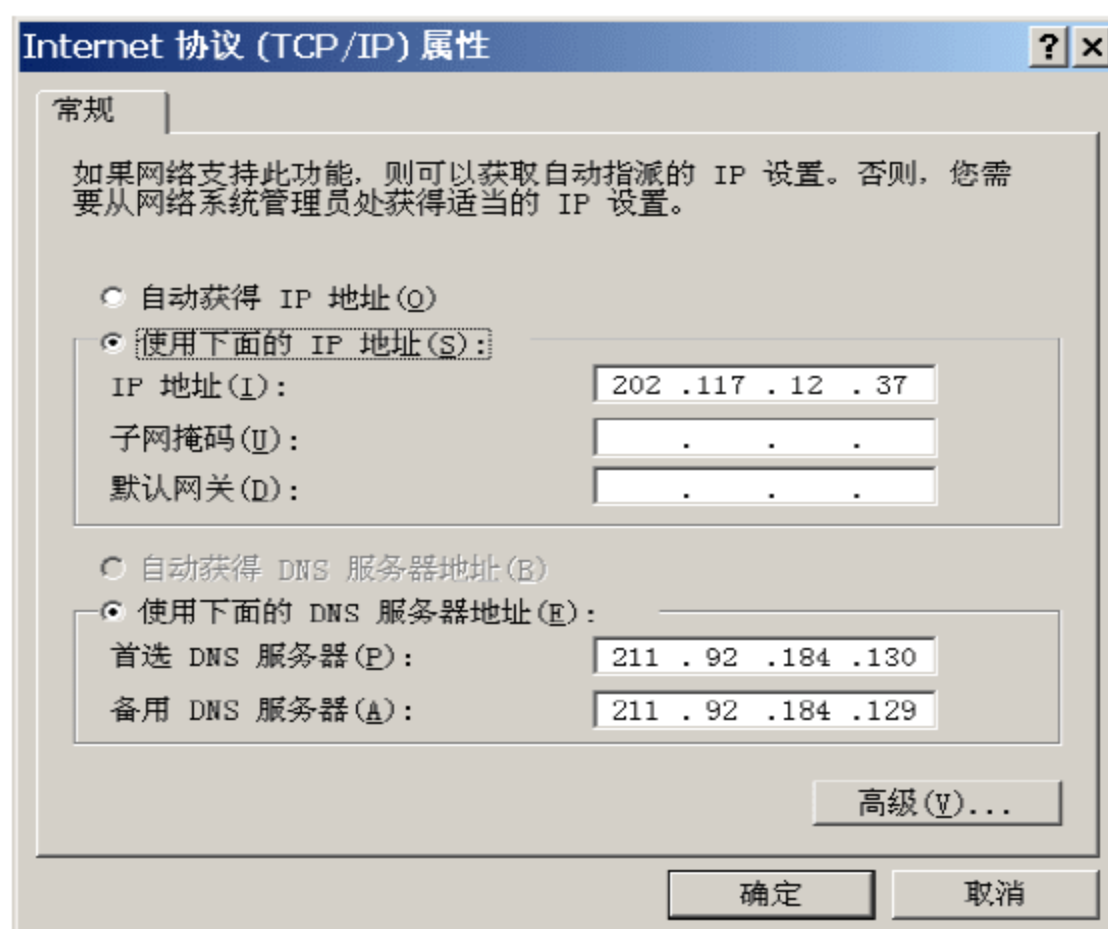 Internet 协议 (TCP/IP) 属性
常规
如果网络支持此功能，则可以获取自动指派的 IP 设置。否则，您需
要从网络系统管理员处获得适当的 IP 设置。
自动获得 IP 地址(O)
使用下面的 IP 地址(S):
IP 地址(I): 202 .117 . 12 . 37
子网掩码(U): . . .
默认网关(D): . . .
自动获得 DNS 服务器地址(B)
使用下面的 DNS 服务器地址(E):
首选 DNS 服务器(P): 211 . 92 .184 .130
备用 DNS 服务器(A): 211 . 92 .184 .129
高级(V)...
确定 取消